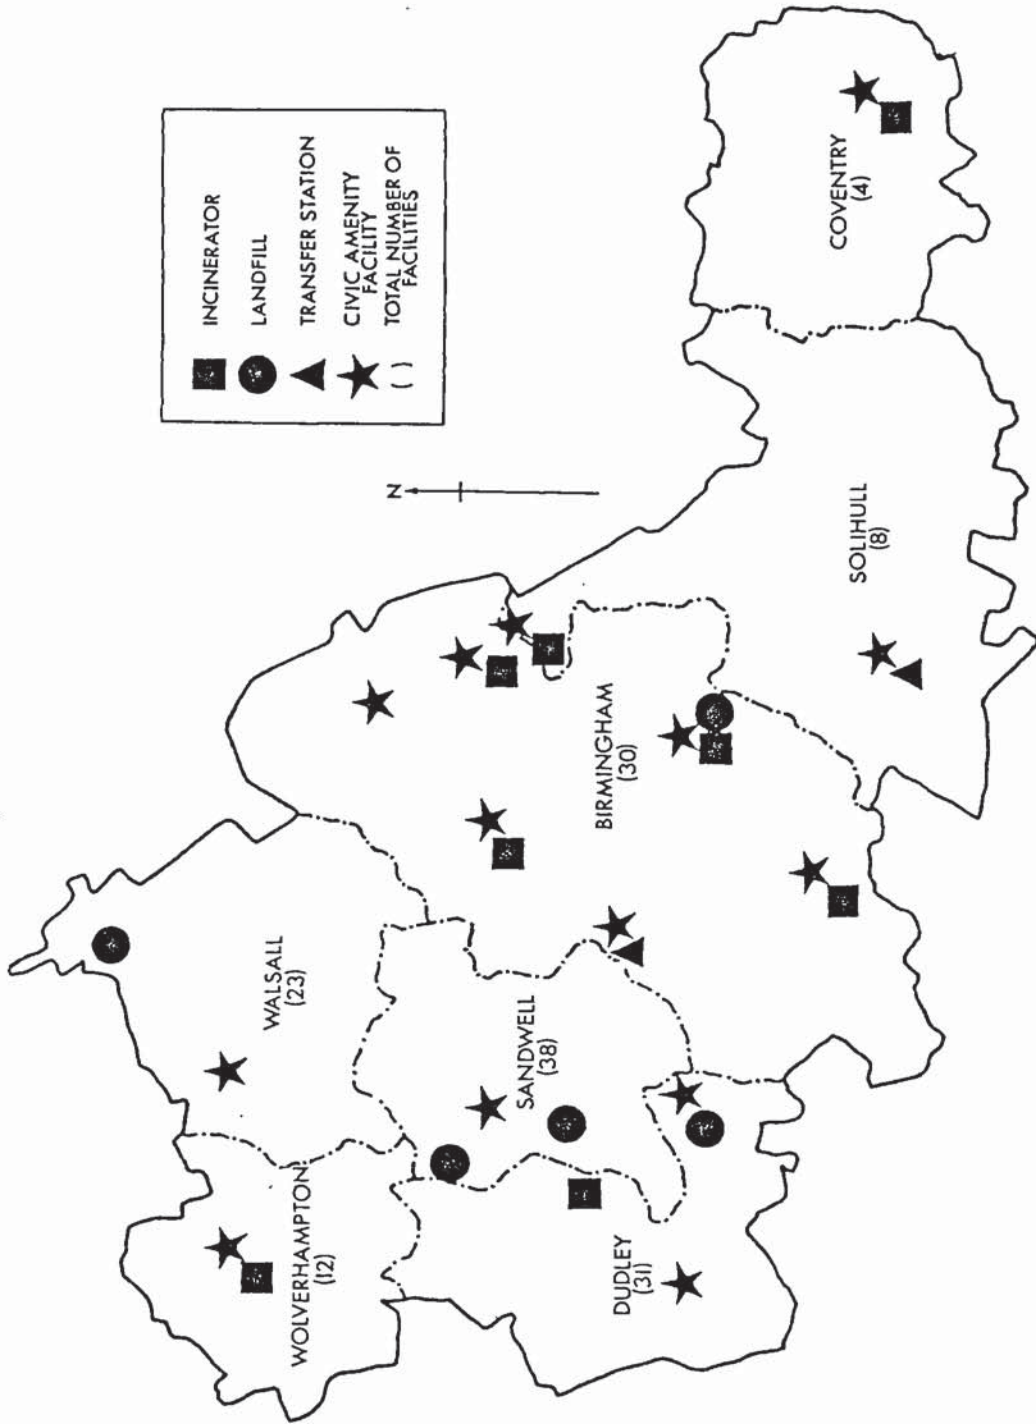 INCINERATOR
LANDFILL
TRANSFER STATION
CIVIC AMENITY
FACILITY
( ) TOTAL NUMBER OF
FACILITIES
N
WALSALL
(23)
WOLVERHAMPTON
(12)
SANDWELL
(38)
BIRMINGHAM
(30)
DUDLEY
(31)
SOLIHULL
(8)
COVENTRY
(4)